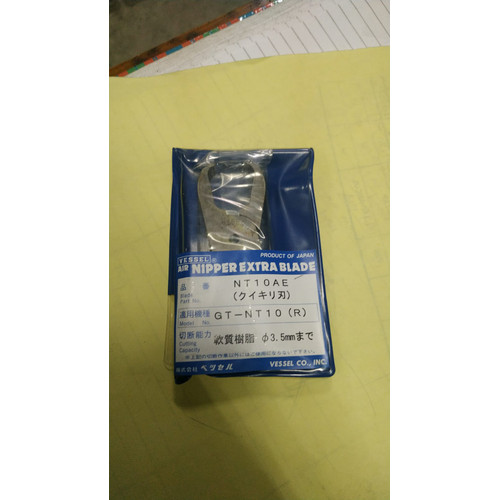 VESSEL®
PRODUCT OF JAPAN
AIR NIPPER EXTRA BLADE
品番 NT10AE
Blade Part No. (クイキリ刃)
適用機種 GT-NT10(R)
Model No.
切断能力 軟質樹脂 φ3.5mmまで
Cutting Capacity
株式会社 ベッセル VESSEL CO., INC.